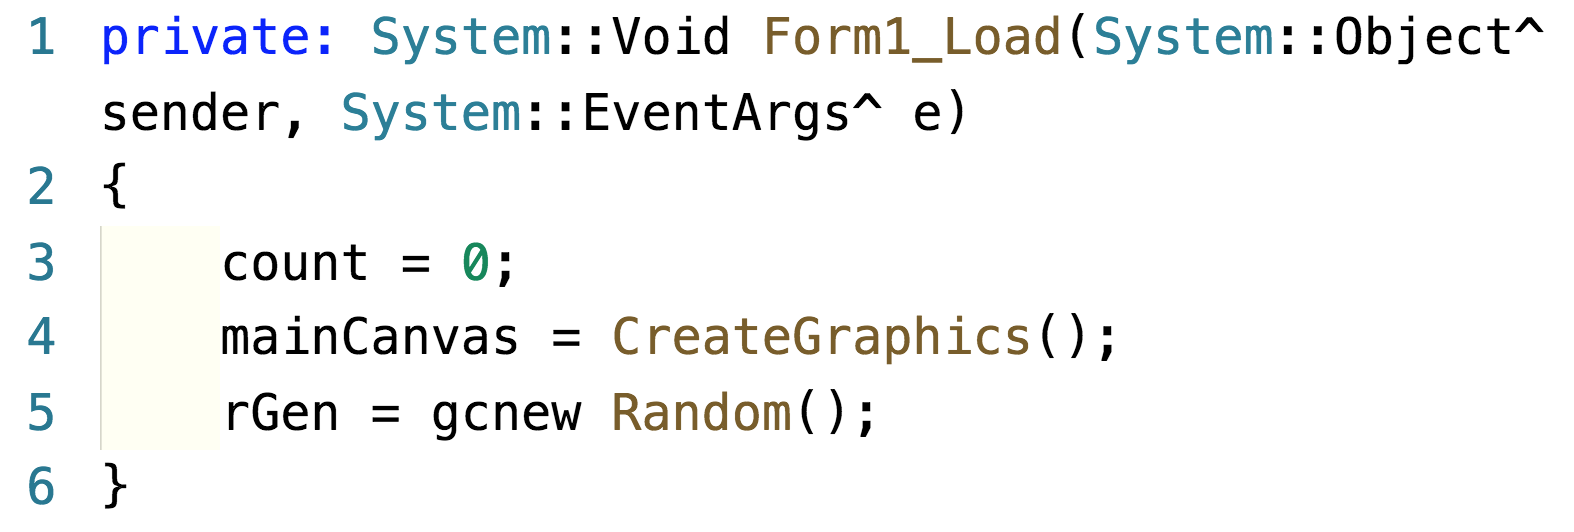 1 private: System::Void Form1_Load(System::Object^
sender, System::EventArgs^ e)
2 {
3 count = 0;
4 mainCanvas = CreateGraphics();
5 rGen = gcnew Random();
6 }